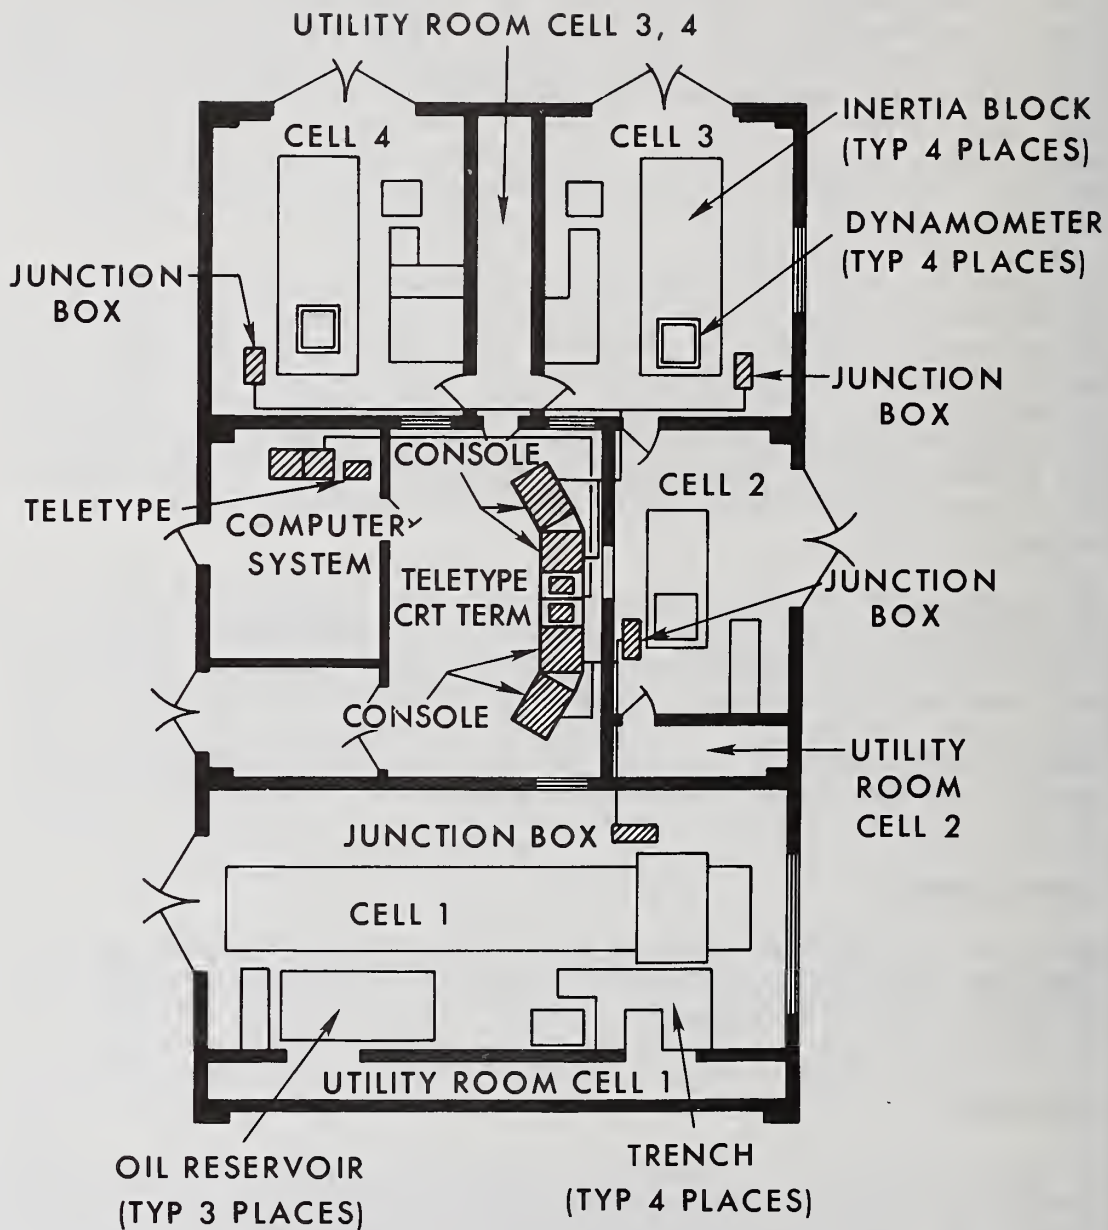 UTILITY ROOM CELL 3, 4
CELL 4
CELL 3
INERTIA BLOCK
(TYP 4 PLACES)
DYNAMOMETER
(TYP 4 PLACES)
JUNCTION
BOX
JUNCTION
BOX
CONSOLE
CELL 2
TELETYPE
COMPUTER
SYSTEM
TELETYPE
CRT TERM
JUNCTION
BOX
CONSOLE
UTILITY
ROOM
CELL 2
JUNCTION BOX
CELL 1
UTILITY ROOM CELL 1
OIL RESERVOIR
(TYP 3 PLACES)
TRENCH
(TYP 4 PLACES)